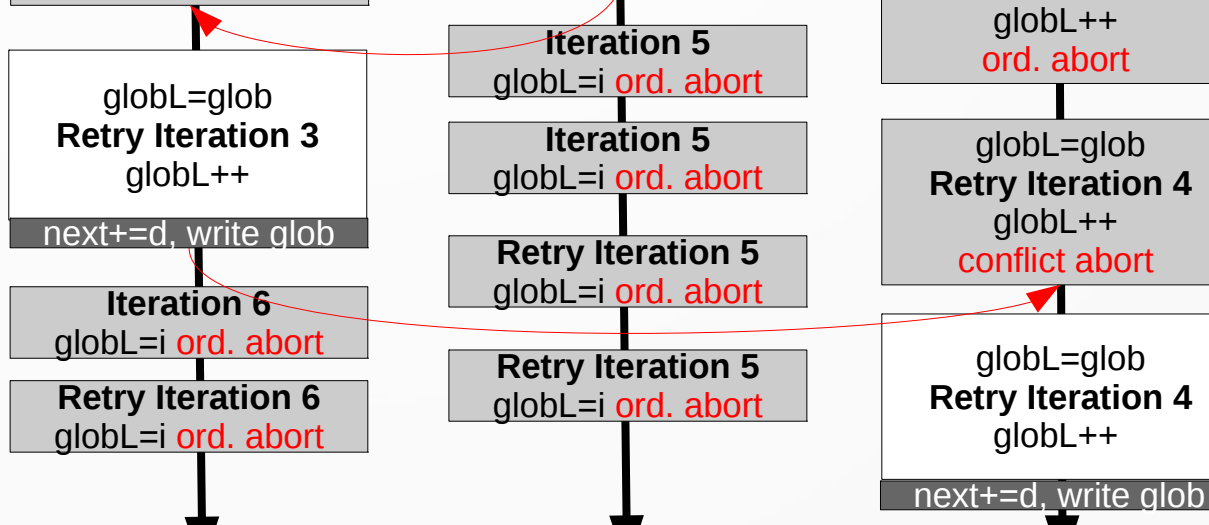 globL=glob
Retry Iteration 3
globL++
next+=d, write glob
Iteration 6
globL=i ord. abort
Retry Iteration 6
globL=i ord. abort
Iteration 5
globL=i ord. abort
Iteration 5
globL=i ord. abort
Retry Iteration 5
globL=i ord. abort
Retry Iteration 5
globL=i ord. abort
globL++
ord. abort
globL=glob
Retry Iteration 4
globL++
conflict abort
globL=glob
Retry Iteration 4
globL++
next+=d, write glob